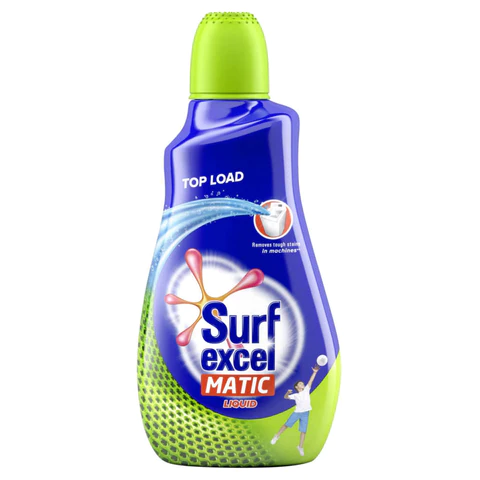 TOP LOAD
Removes tough stains
in machines**
Surf
excel
MATIC
LIQUID